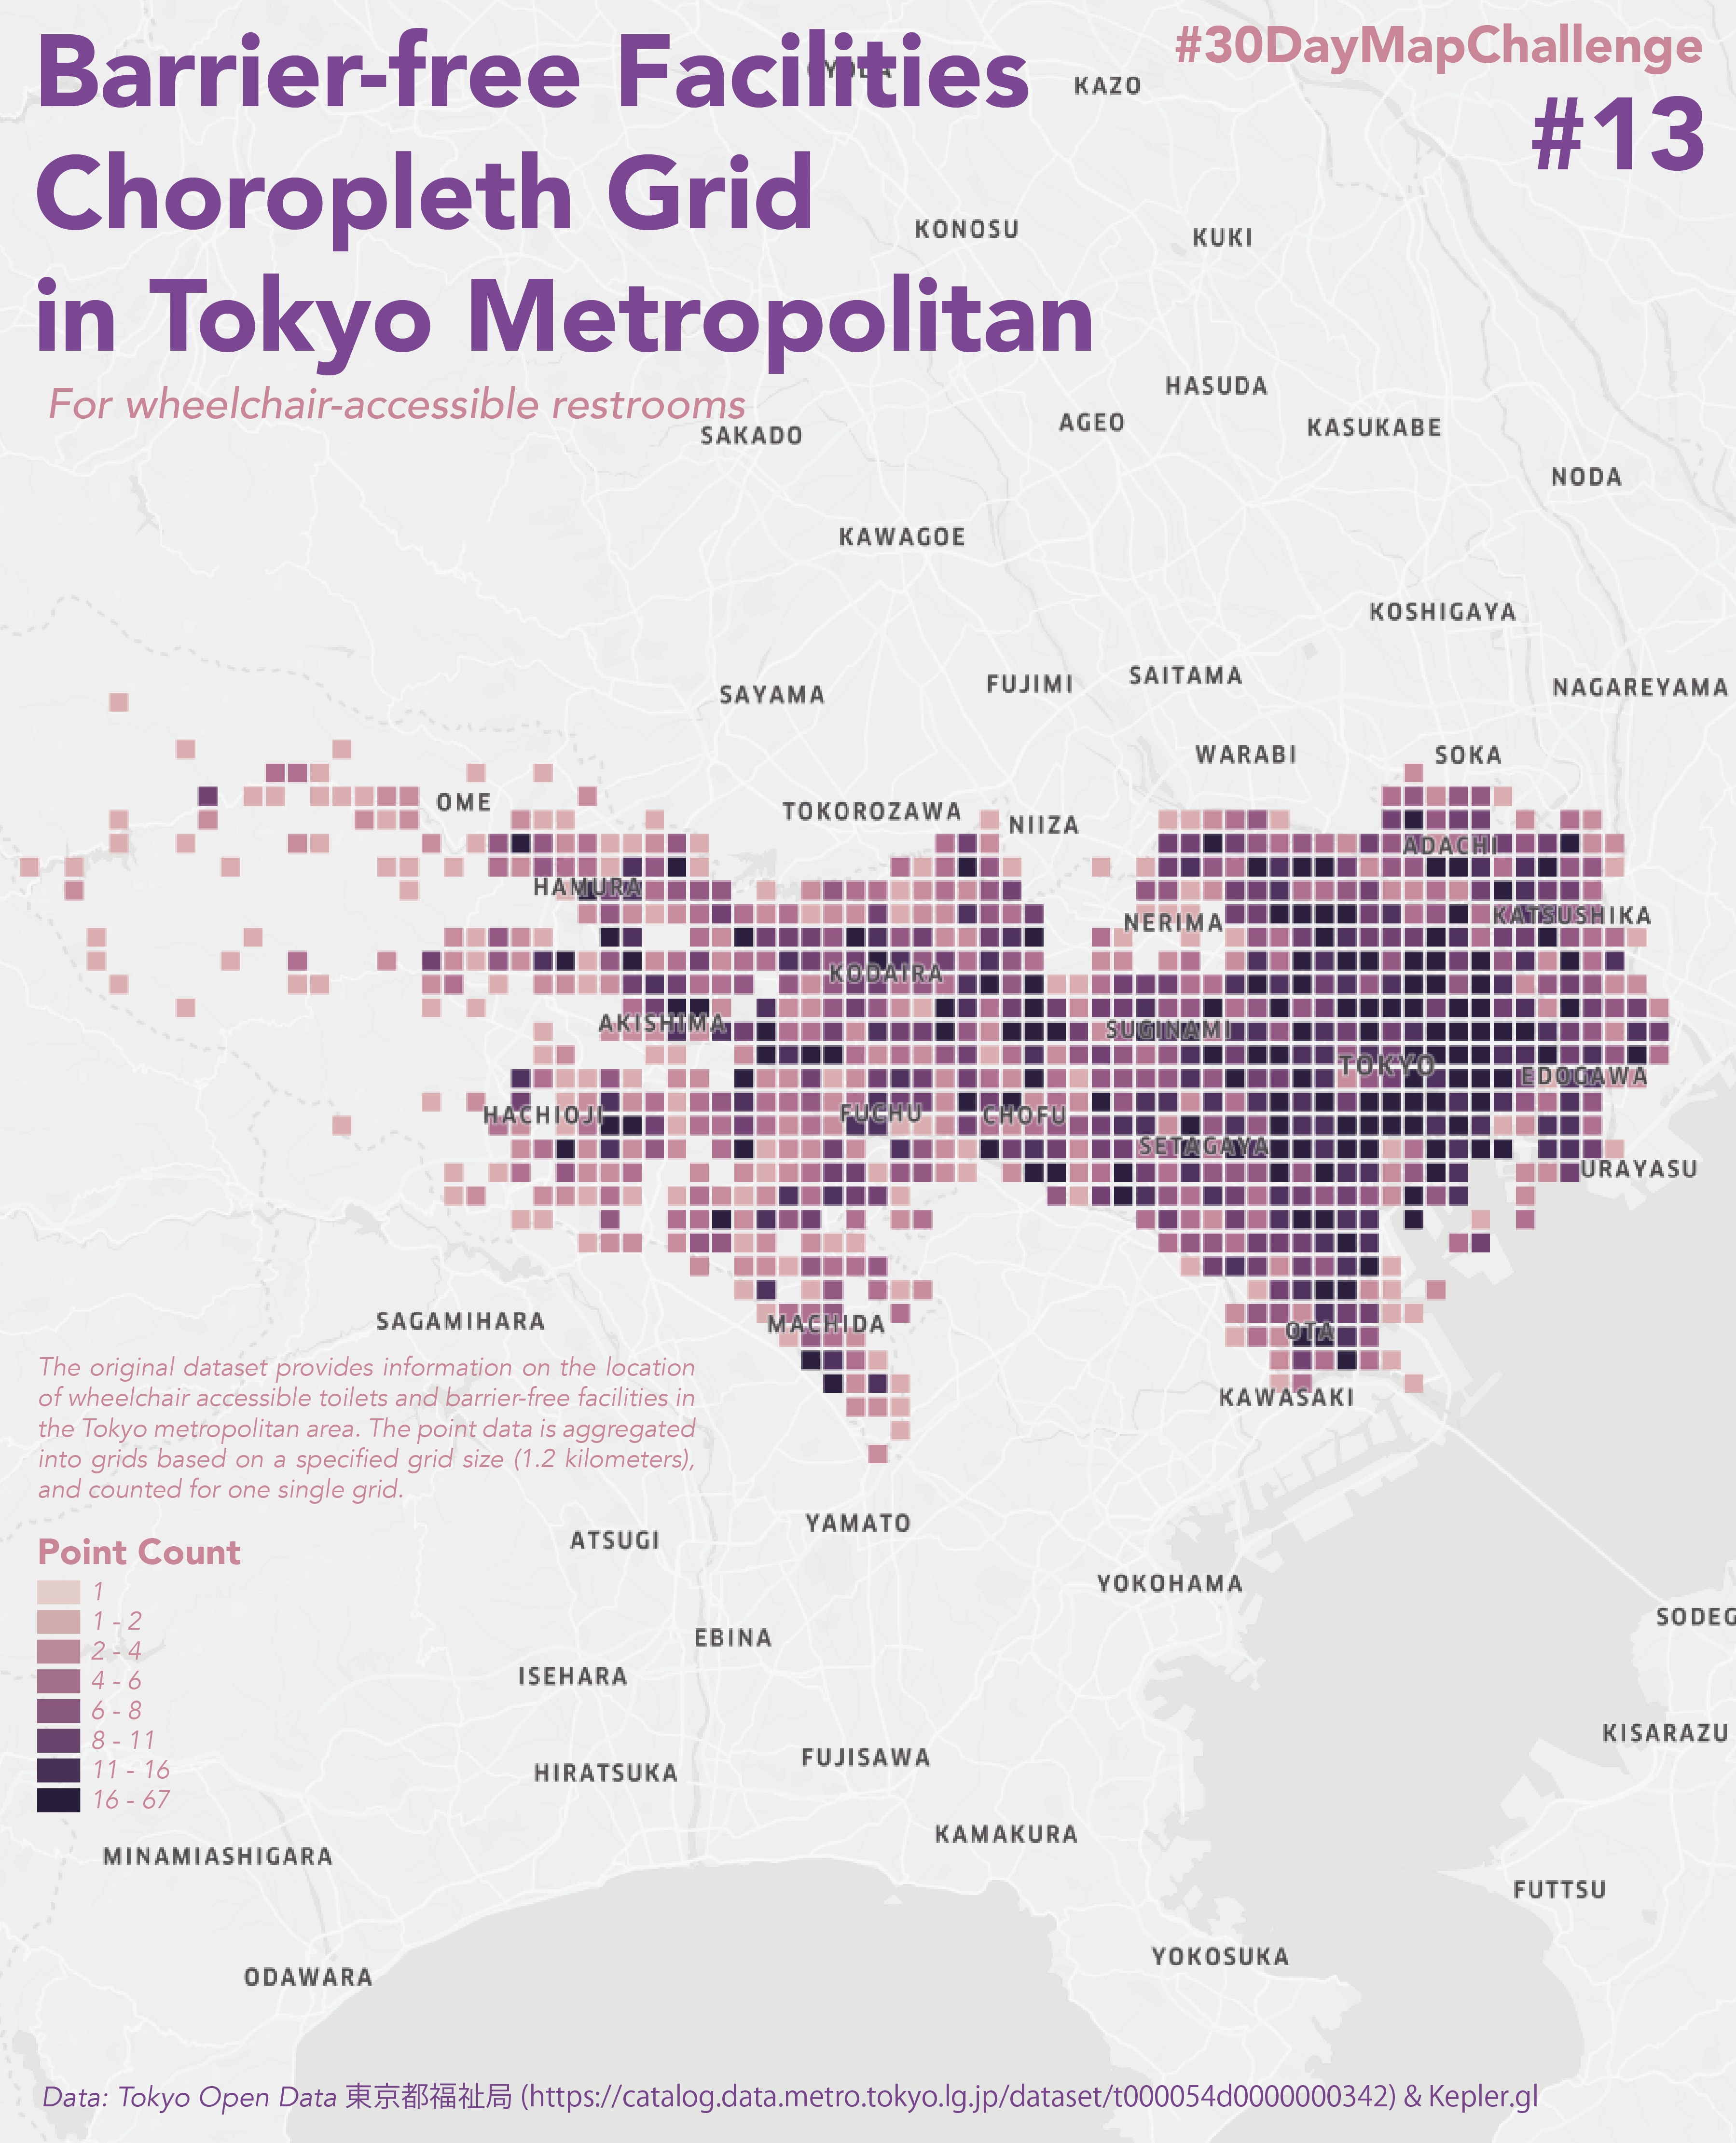 Barrier-free Facilities
Choropleth Grid
in Tokyo Metropolitan
For wheelchair-accessible restrooms
#30DayMapChallenge
#13
KAZO
KONOSU
KUKI
HASUDA
AGEO
KASUKABE
SAKADO
NODA
KAWAGOE
KOSHIGAYA
SAITAMA
FUJIMI
NAGAREYAMA
SAYAMA
WARABI
SOKA
OME
TOKOROZAWA
NIIZA
ADACHI
HAMURA
NERIMA
KATSUSHIKA
KODAIRA
AKISHIMA
SUGINAMI
TOKYO
EDOGAWA
HACHIOJI
FUCHU
CHOFU
SETAGAYA
URAYASU
SAGAMIHARA
MACHIDA
OTA
KAWASAKI
The original dataset provides information on the location
of wheelchair accessible toilets and barrier-free facilities in
the Tokyo metropolitan area. The point data is aggregated
into grids based on a specified grid size (1.2 kilometers),
and counted for one single grid.
YAMATO
ATSUGI
YOKOHAMA
SODEG
EBINA
ISEHARA
KISARAZU
FUJISAWA
HIRATSUKA
KAMAKURA
MINAMIASHIGARA
FUTTSU
YOKOSUKA
ODAWARA
Point Count
1
1 - 2
2 - 4
4 - 6
6 - 8
8 - 11
11 - 16
16 - 67
Data: Tokyo Open Data 東京都福祉局 (https://catalog.data.metro.tokyo.lg.jp/dataset/t000054d0000000342) & Kepler.gl